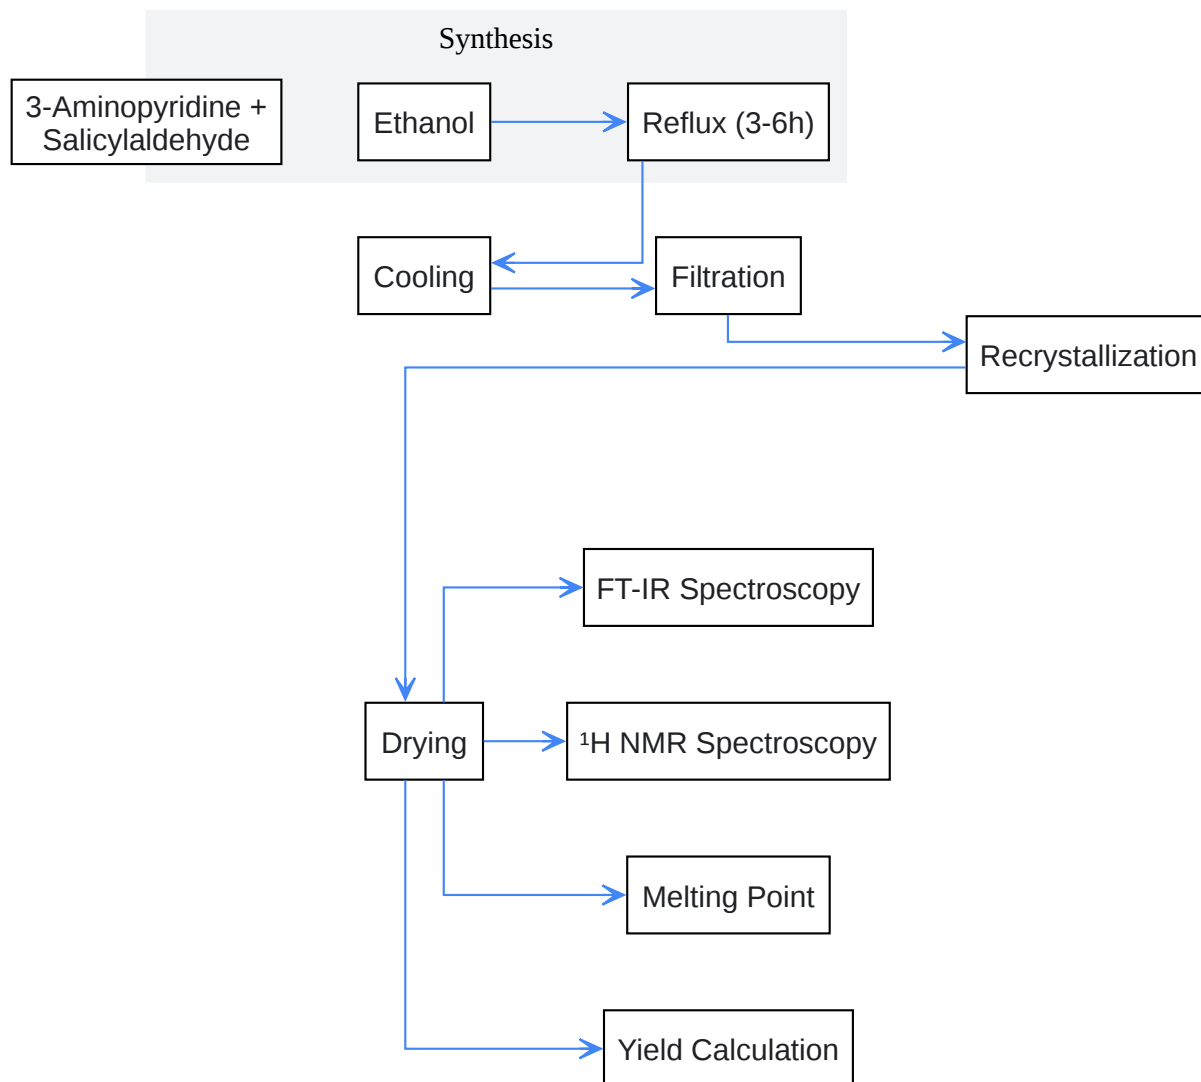 Synthesis
3-Aminopyridine +
Salicylaldehyde
Ethanol
Reflux (3-6h)
Cooling
Filtration
Recrystallization
FT-IR Spectroscopy
Drying
¹H NMR Spectroscopy
Melting Point
Yield Calculation